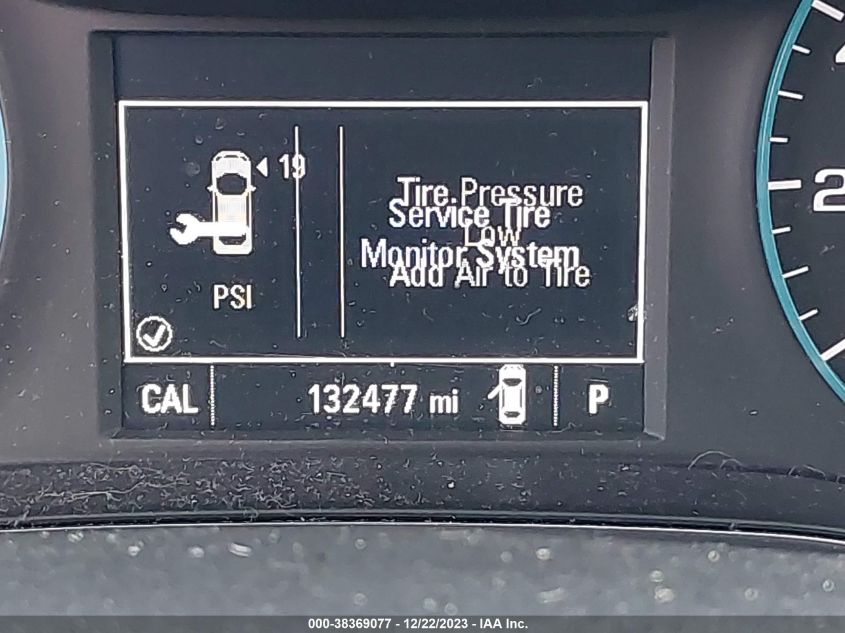 19
Tire Pressure
Service Tire
Low
Monitor System
Add Air to Tire
PSI
CAL 132477 mi P
2
000-38369077 - 12/22/2023 - IAA Inc.